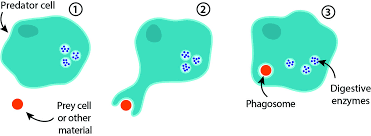 Predator cell
1
Prey cell
or other
material
2
3
Phagosome
Digestive
enzymes